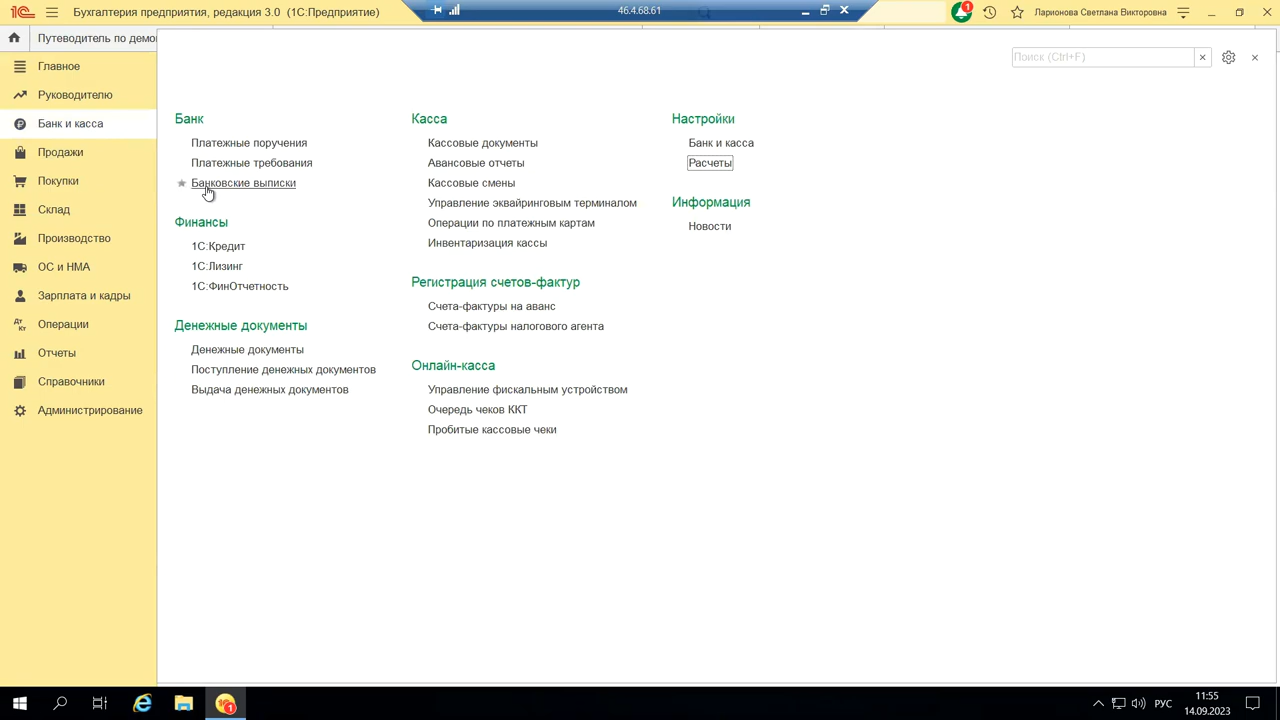 Бухгалтерия предприятия, редакция 3.0 (1С:Предприятие)
46.4.68.61
1
Ларионова Светлана Викторовна
Путеводитель по демо
Поиск (Ctrl+F)
Главное
Руководителю
Банк и касса
Продажи
Покупки
Склад
Производство
ОС и НМА
Зарплата и кадры
Операции
Отчеты
Справочники
Администрирование
Банк
Платежные поручения
Платежные требования
Банковские выписки
Финансы
1С:Кредит
1С:Лизинг
1С:ФинОтчетность
Денежные документы
Денежные документы
Поступление денежных документов
Выдача денежных документов
Касса
Кассовые документы
Авансовые отчеты
Кассовые смены
Управление эквайринговым терминалом
Операции по платежным картам
Инвентаризация кассы
Регистрация счетов-фактур
Счета-фактуры на аванс
Счета-фактуры налогового агента
Онлайн-касса
Управление фискальным устройством
Очередь чеков ККТ
Пробитые кассовые чеки
Настройки
Банк и касса
Расчеты
Информация
Новости
1
РУС
11:55
14.09.2023